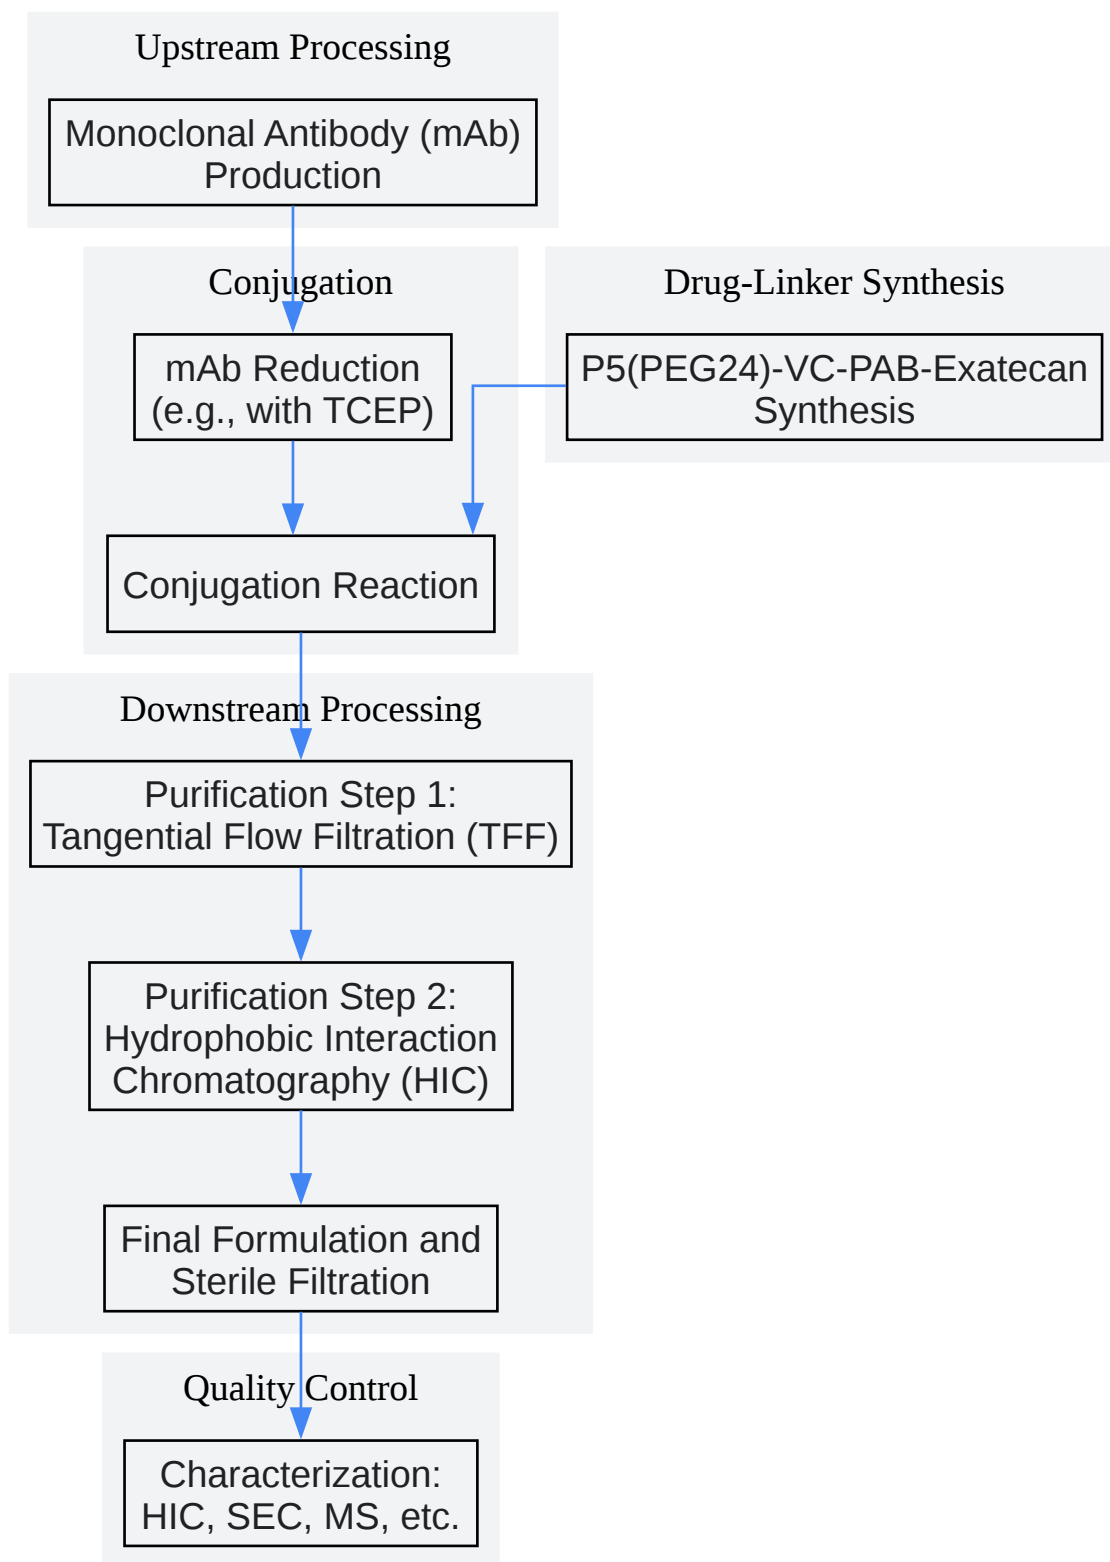 Upstream Processing
Monoclonal Antibody (mAb)
Production
Conjugation
Drug-Linker Synthesis
mAb Reduction
(e.g., with TCEP)
P5(PEG24)-VC-PAB-Exatecan
Synthesis
Conjugation Reaction
Downstream Processing
Purification Step 1:
Tangential Flow Filtration (TFF)
Purification Step 2:
Hydrophobic Interaction
Chromatography (HIC)
Final Formulation and
Sterile Filtration
Quality Control
Characterization:
HIC, SEC, MS, etc.